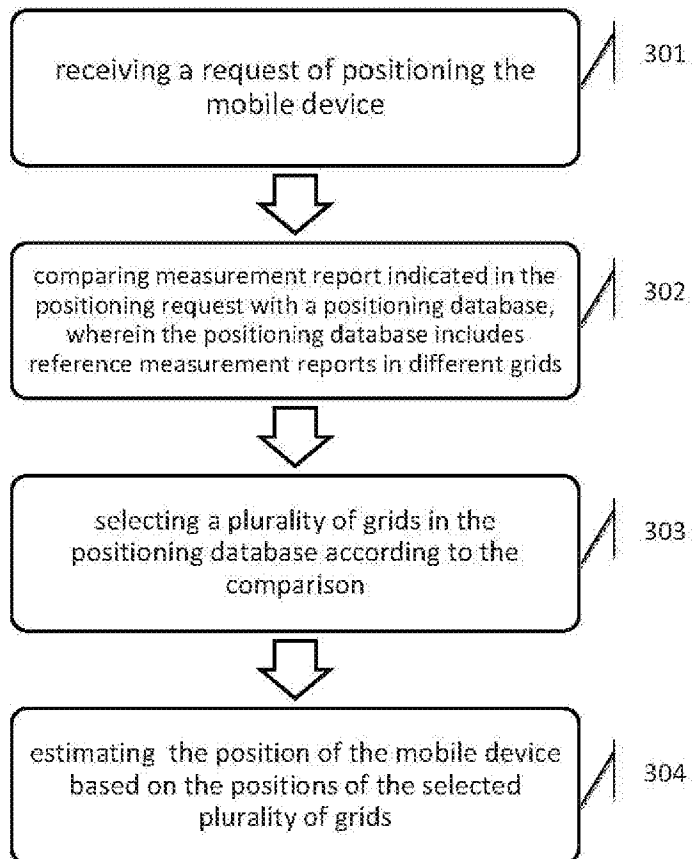 receiving a request of positioning the
mobile device
301
comparing measurement report indicated in the
positioning request with a positioning database,
wherein the positioning database includes
reference measurement reports in different grids
302
selecting a plurality of grids in the
positioning database according to the
comparison
303
estimating the position of the mobile device
based on the positions of the selected
plurality of grids
304